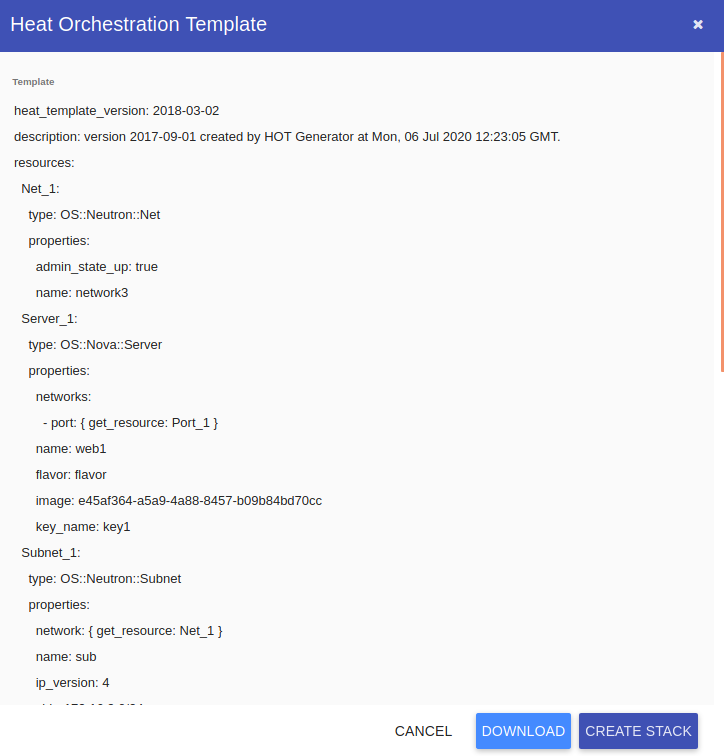 Heat Orchestration Template
Template
heat_template_version: 2018-03-02
description: version 2017-09-01 created by HOT Generator at Mon, 06 Jul 2020 12:23:05 GMT.
resources:
Net_1:
type: OS::Neutron::Net
properties:
admin_state_up: true
name: network3
Server_1:
type: OS::Nova::Server
properties:
networks:
- port: { get_resource: Port_1 }
name: web1
flavor: flavor
image: e45af364-a5a9-4a88-8457-b09b84bd70cc
key_name: key1
Subnet_1:
type: OS::Neutron::Subnet
properties:
network: { get_resource: Net_1 }
name: sub
ip_version: 4
CANCEL DOWNLOAD CREATE STACK